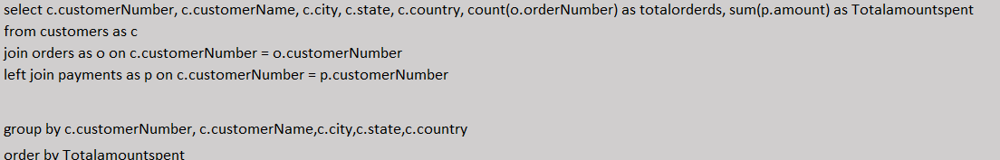 select c.customerNumber, c.customerName, c.city, c.state, c.country, count(o.orderNumber) as totalorderds, sum(p.amount) as Totalamountspent
from customers as c
join orders as o on c.customerNumber = o.customerNumber
left join payments as p on c.customerNumber = p.customerNumber
group by c.customerNumber, c.customerName,c.city,c.state,c.country
order by Totalamountspent